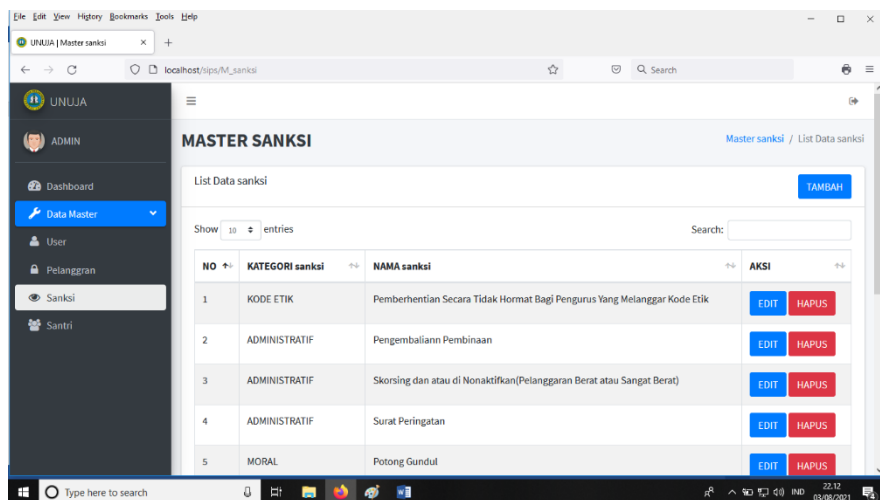 File Edit View History Bookmarks Tools Help
UNUJA | Master sanksi
localhost/sips/M_sanksi
Search
UNUJA
ADMIN
MASTER SANKSI
Master sanksi / List Data sanksi
Dashboard
Data Master
User
Pelanggran
Sanksi
Santri
List Data sanksi
TAMBAH
Show 10 entries
Search:
NO KATEGORI sanksi NAMA sanksi AKSI
1 KODE ETIK Pemberhentian Secara Tidak Hormat Bagi Pengurus Yang Melanggar Kode Etik EDIT HAPUS
2 ADMINISTRATIF Pengembaliann Pembinaan EDIT HAPUS
3 ADMINISTRATIF Skorsing dan atau di Nonaktifkan(Pelanggaran Berat atau Sangat Berat) EDIT HAPUS
4 ADMINISTRATIF Surat Peringatan EDIT HAPUS
5 MORAL Potong Gundul EDIT HAPUS
Type here to search
IND
22.12
03/08/2021